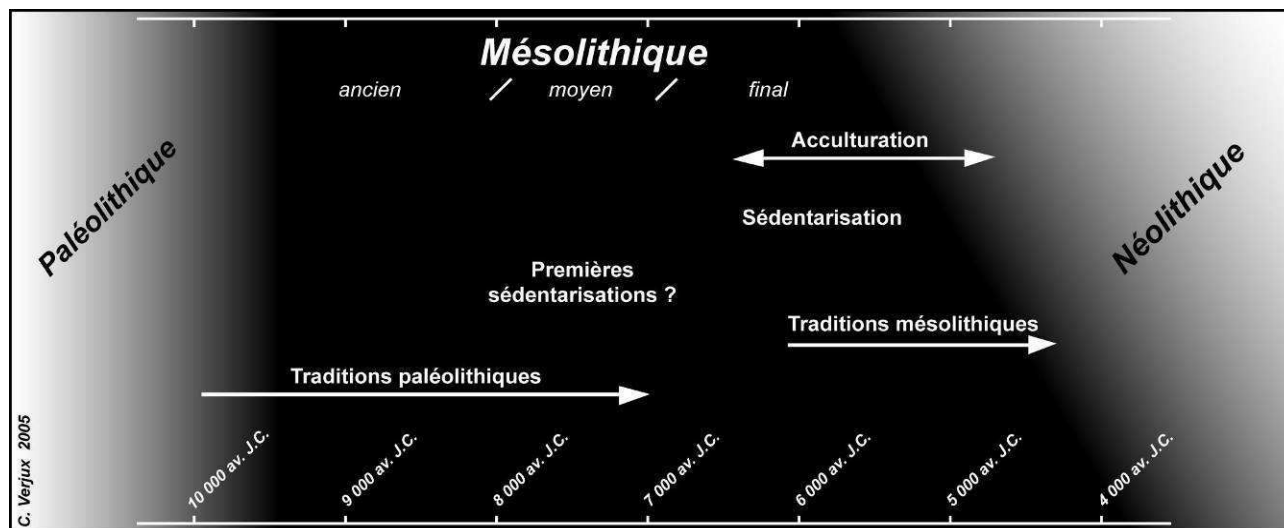 Mésolithique
ancien / moyen / final
Acculturation
Paléolithique
Néolithique
Sédentarisation
Premières
sédentarisations ?
Traditions mésolithiques
Traditions paléolithiques
10 000 av. J.C.
9 000 av. J.C.
8 000 av. J.C.
7 000 av. J.C.
6 000 av. J.C.
5 000 av. J.C.
4 000 av. J.C.
C. Verjux 2005